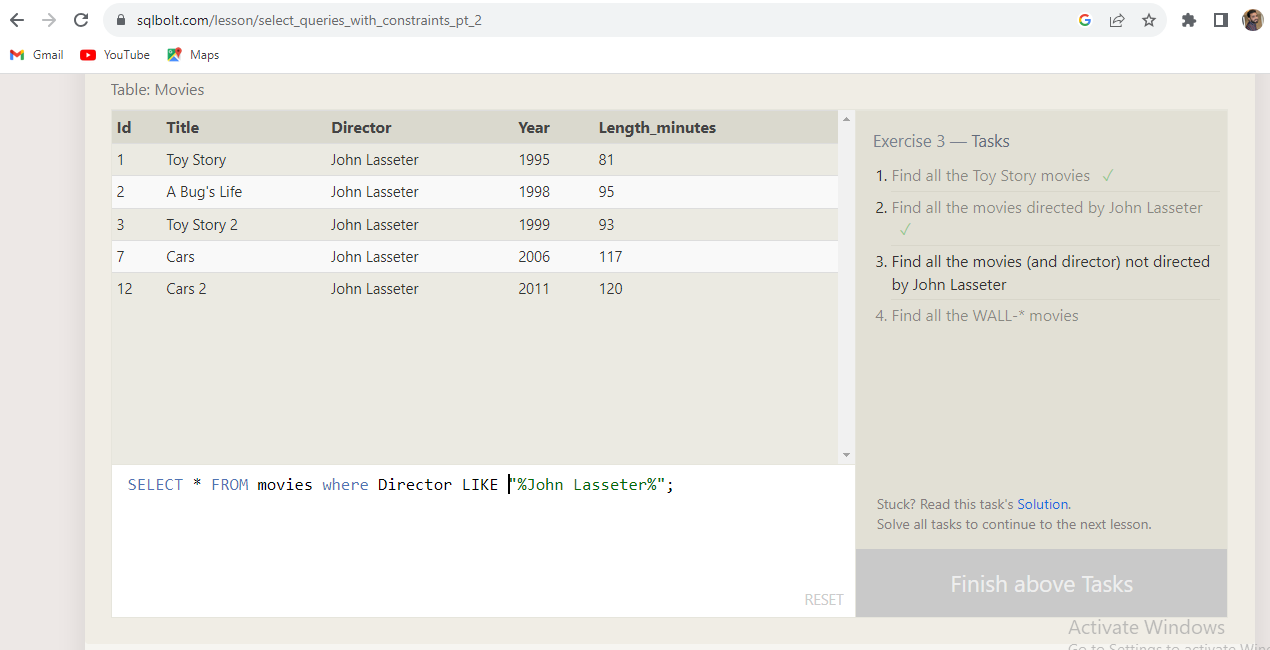 sqlbolt.com/lesson/select_queries_with_constraints_pt_2
Gmail YouTube Maps
Table: Movies
Id Title Director Year Length_minutes
1 Toy Story John Lasseter 1995 81
2 A Bug's Life John Lasseter 1998 95
3 Toy Story 2 John Lasseter 1999 93
7 Cars John Lasseter 2006 117
12 Cars 2 John Lasseter 2011 120
SELECT * FROM movies where Director LIKE "%John Lasseter%";
RESET
Exercise 3 — Tasks
1. Find all the Toy Story movies ✓
2. Find all the movies directed by John Lasseter
✓
3. Find all the movies (and director) not directed
by John Lasseter
4. Find all the WALL-* movies
Stuck? Read this task's Solution.
Solve all tasks to continue to the next lesson.
Finish above Tasks
Activate Windows
Go to Settings to activate Win